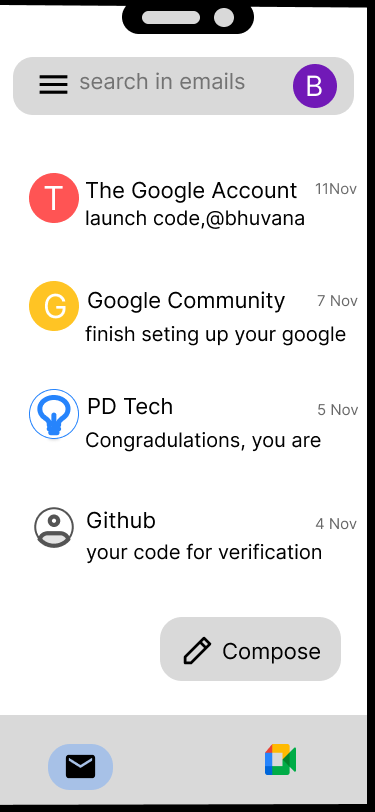 search in emails
B
T
The Google Account 11Nov
launch code,@bhuvana
G
Google Community 7 Nov
finish seting up your google
PD Tech 5 Nov
Congradulations, you are
Github 4 Nov
your code for verification
Compose